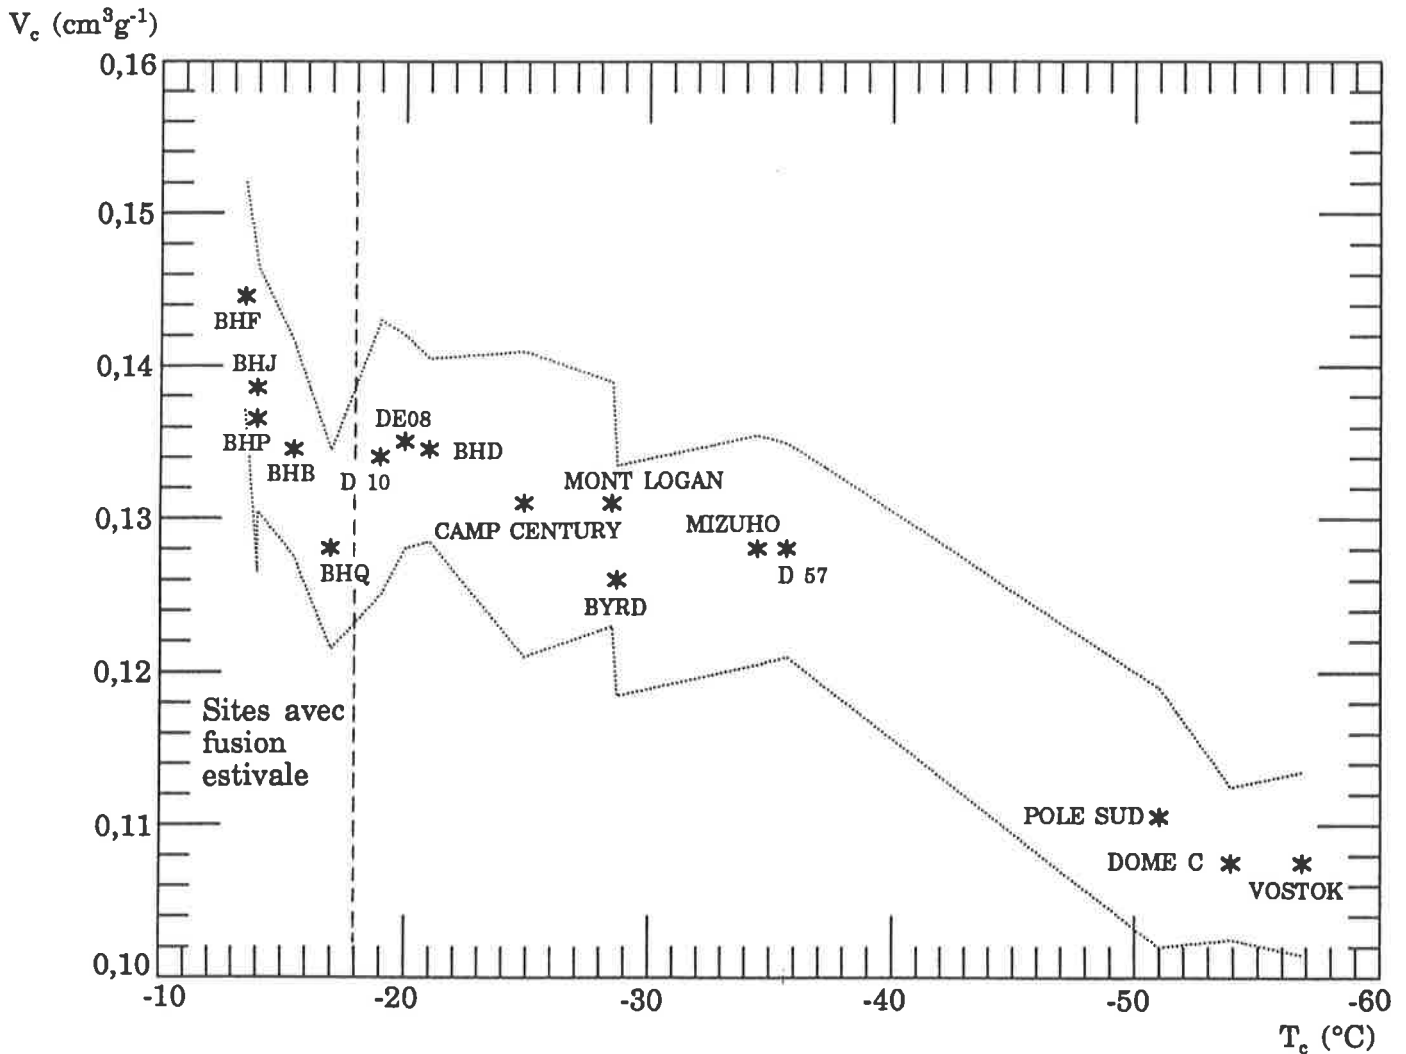 V_c (cm³g⁻¹)
0,16
0,15
0,14
0,13
0,12
0,11
0,10
BHF
BHJ
BHP
BHB
D 10
DE08
BHD
BHQ
MONT LOGAN
CAMP CENTURY
BYRD
MIZUHO
D 57
Sites avec
fusion
estivale
POLE SUD
DOME C
VOSTOK
-10 -20 -30 -40 -50 -60
T_c (°C)